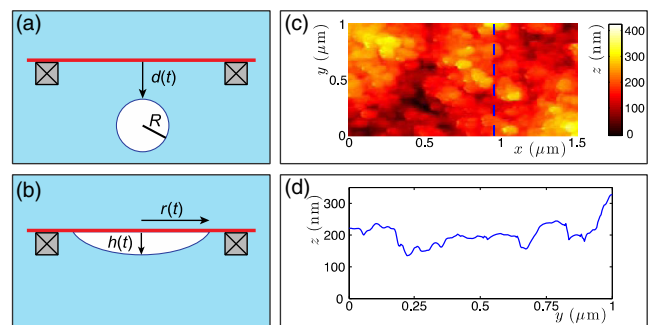 (a)
d(t)
R
(b)
r(t)
h(t)
(c)
y (μm)
1
0.5
0
0
0.5
1
1.5
x (μm)
z (nm)
400
300
200
100
0
(d)
z (nm)
300
200
100
0
0.25
0.5
0.75
1
y (μm)